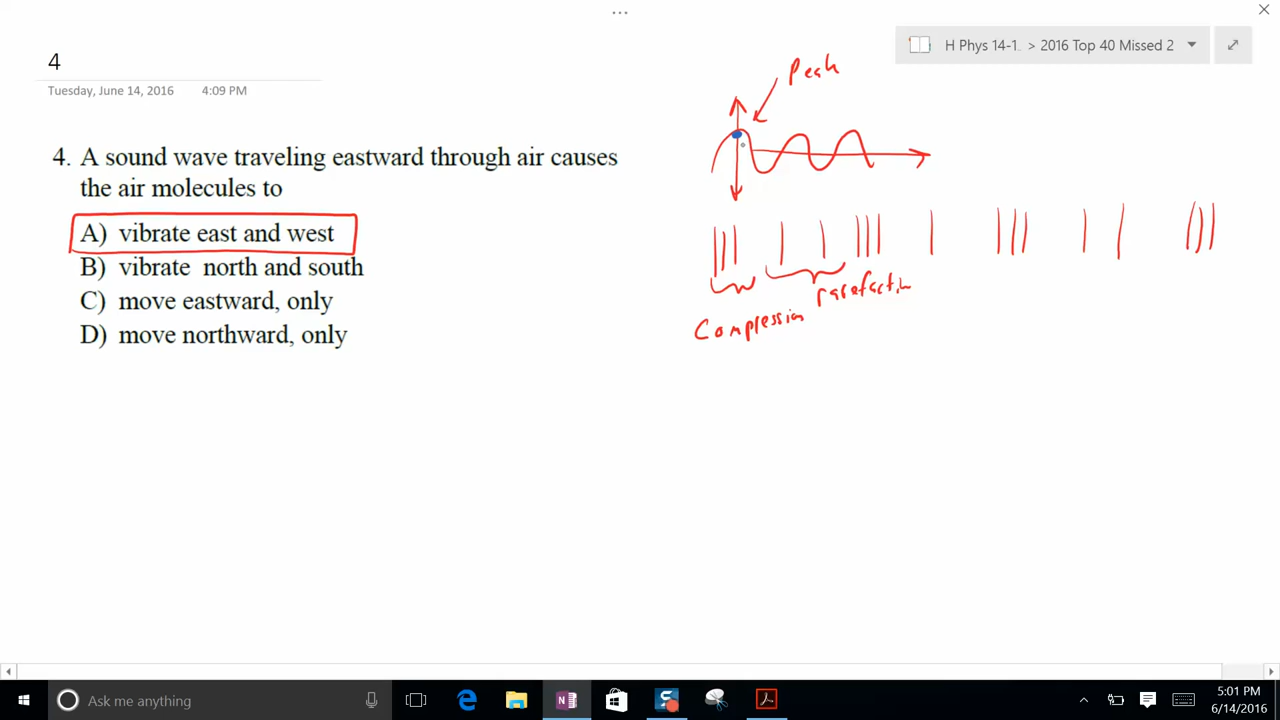 ...
H Phys 14-1. > 2016 Top 40 Missed 2
4
Tuesday, June 14, 2016 4:09 PM
Peak
4. A sound wave traveling eastward through air causes
the air molecules to
A) vibrate east and west
B) vibrate north and south
C) move eastward, only
D) move northward, only
Compression
rarefaction
Ask me anything
5:01 PM
6/14/2016